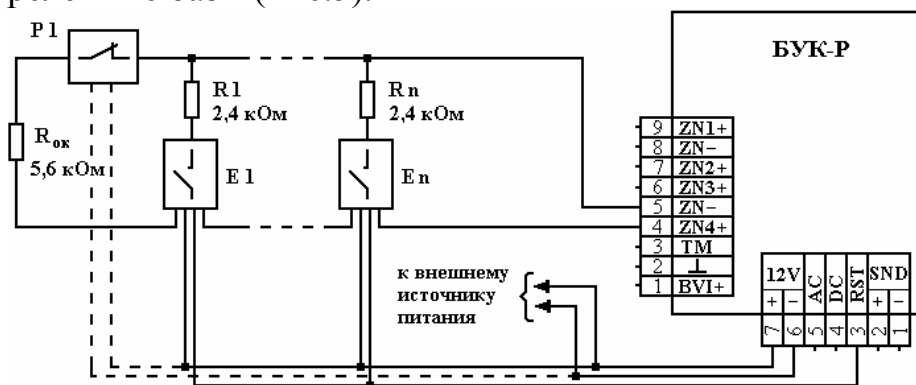 P1
БУК-Р
R1
2,4 кОм
Rn
2,4 кОм
Rок
5,6 кОм
E1
En
9 ZN1+
8 ZN−
7 ZN2+
6 ZN3+
5 ZN−
4 ZN4+
3 TM
2 ⊥
1 BVI+
к внешнему
источнику
питания
12V AC DC RST SND
+ − + −
7 6 5 4 3 2 1